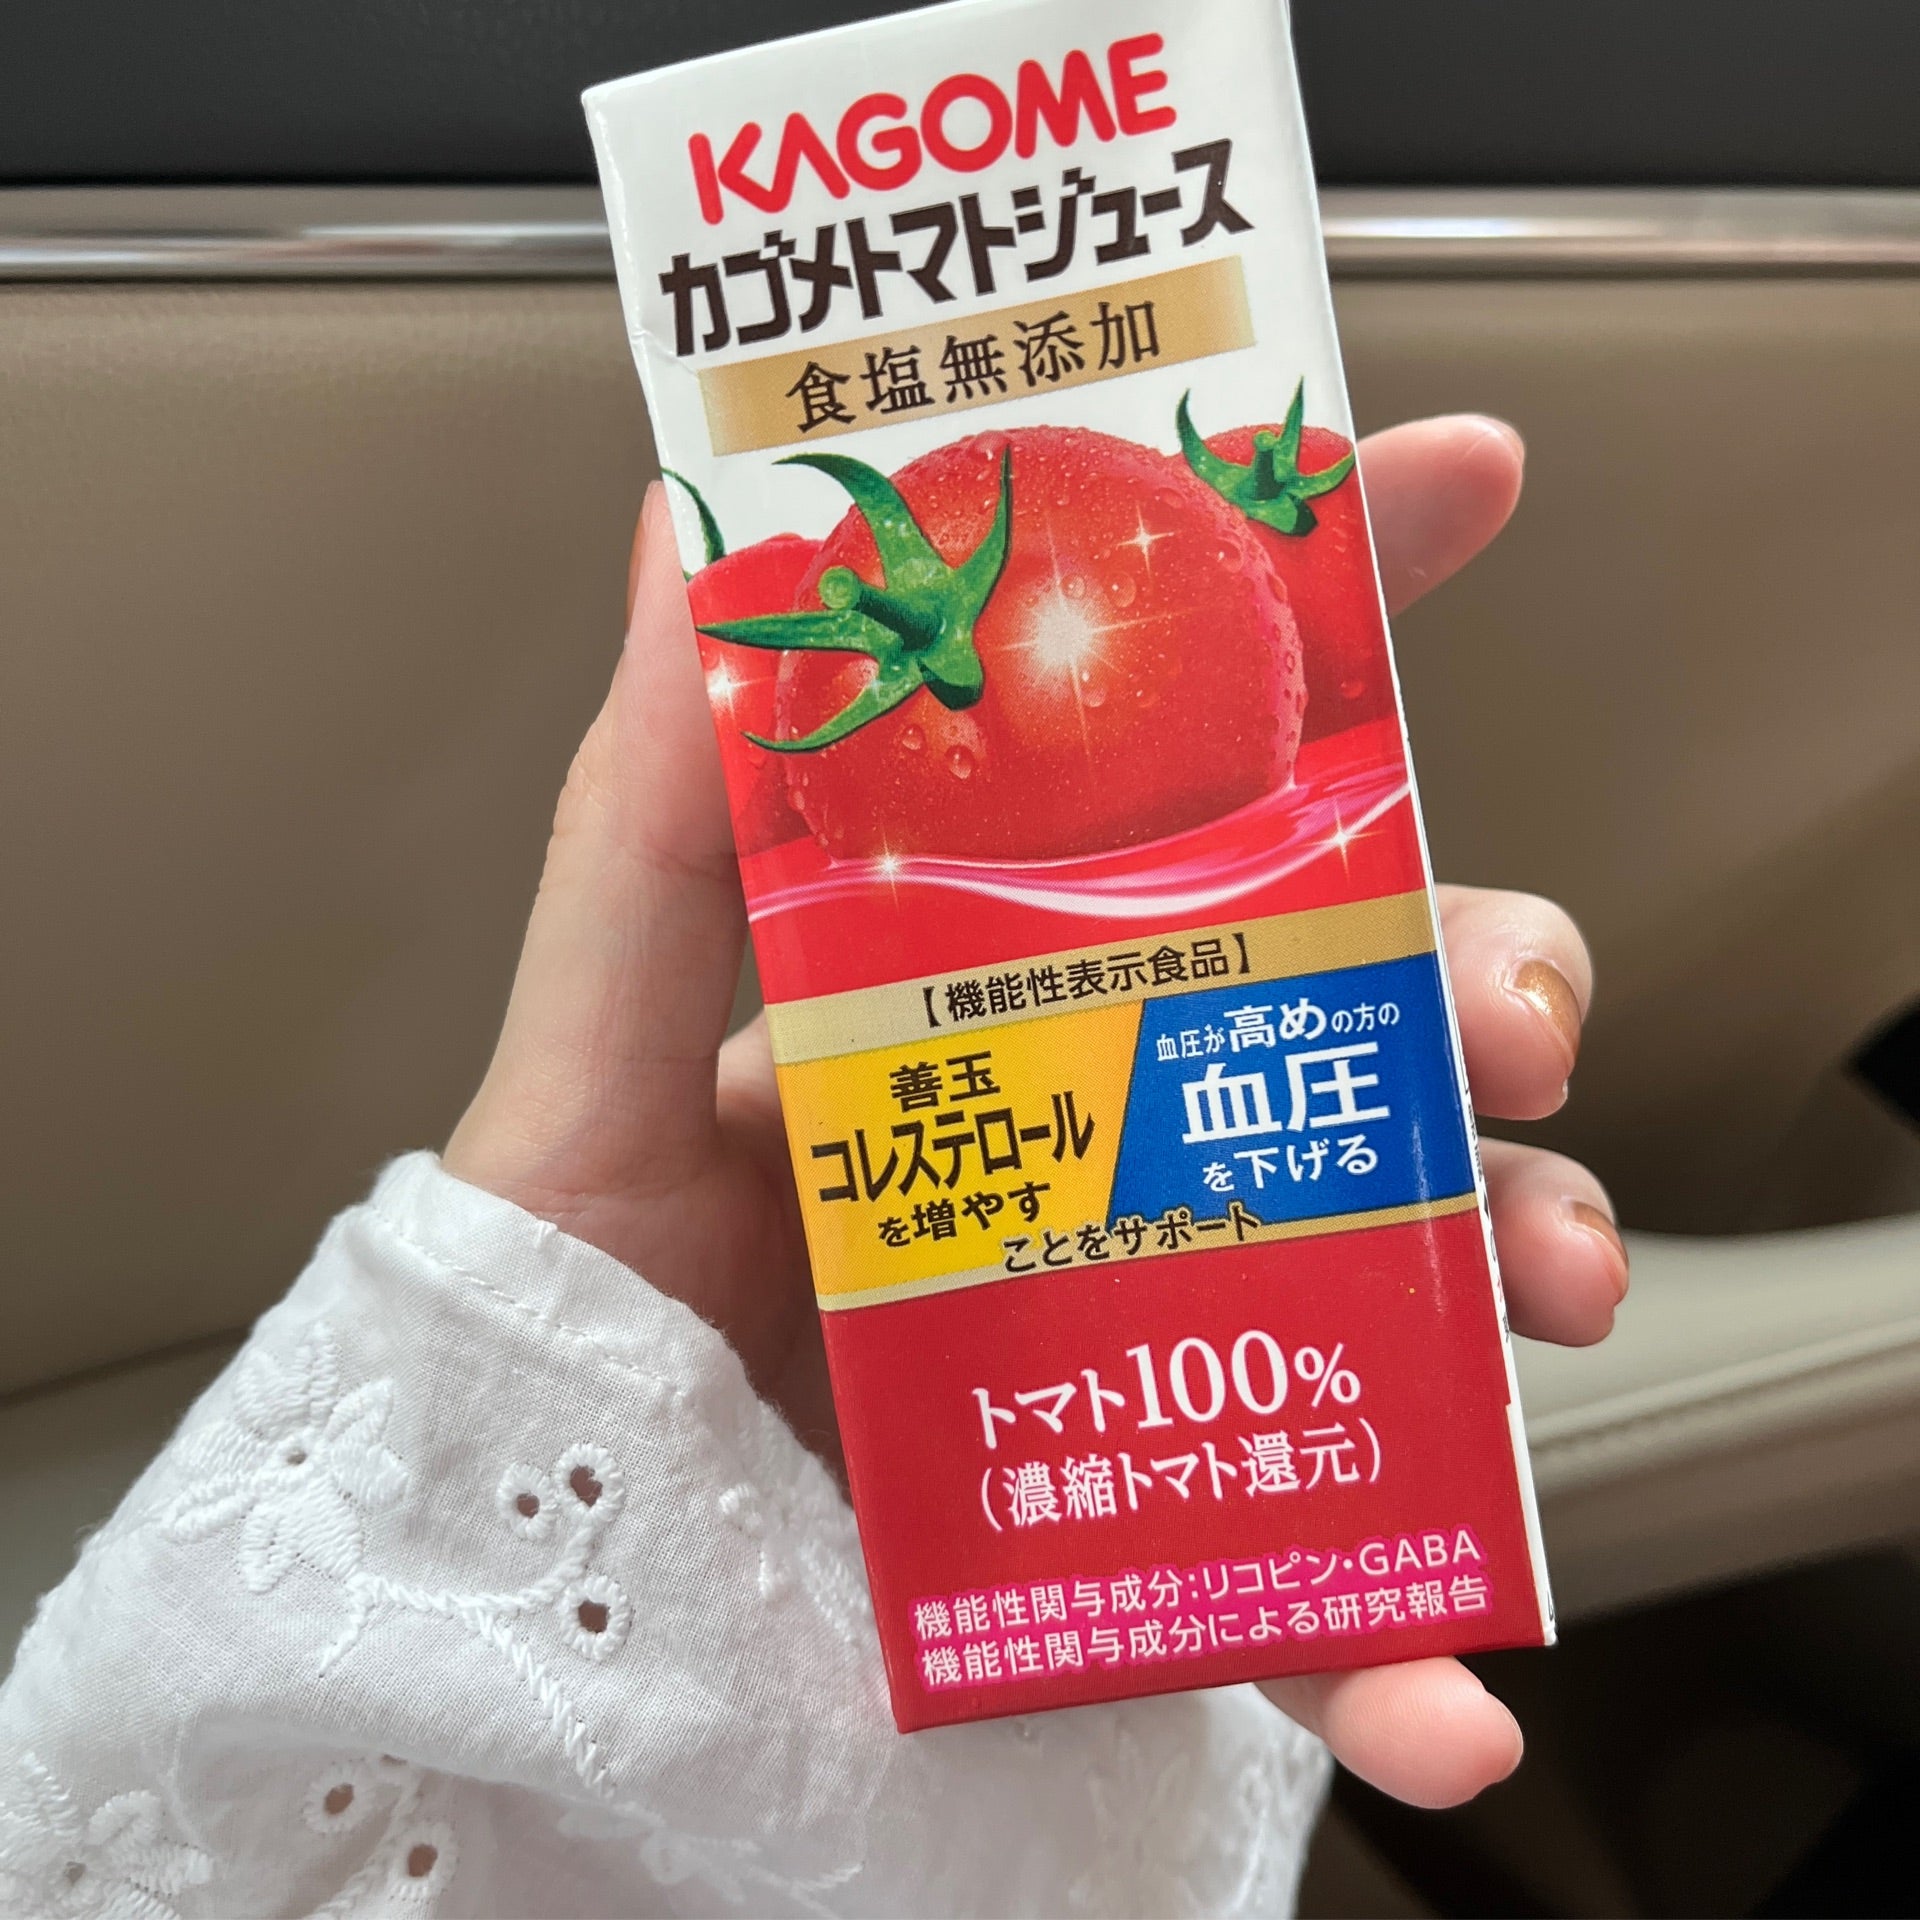 KAGOME
カゴメトマトジュース
食塩無添加
【機能性表示食品】
善玉
コレステロール
を増やす
血圧が高めの方の
血圧
を下げる
ことをサポート
トマト100%
(濃縮トマト還元)
機能性関与成分:リコピン・GABA
機能性関与成分による研究報告